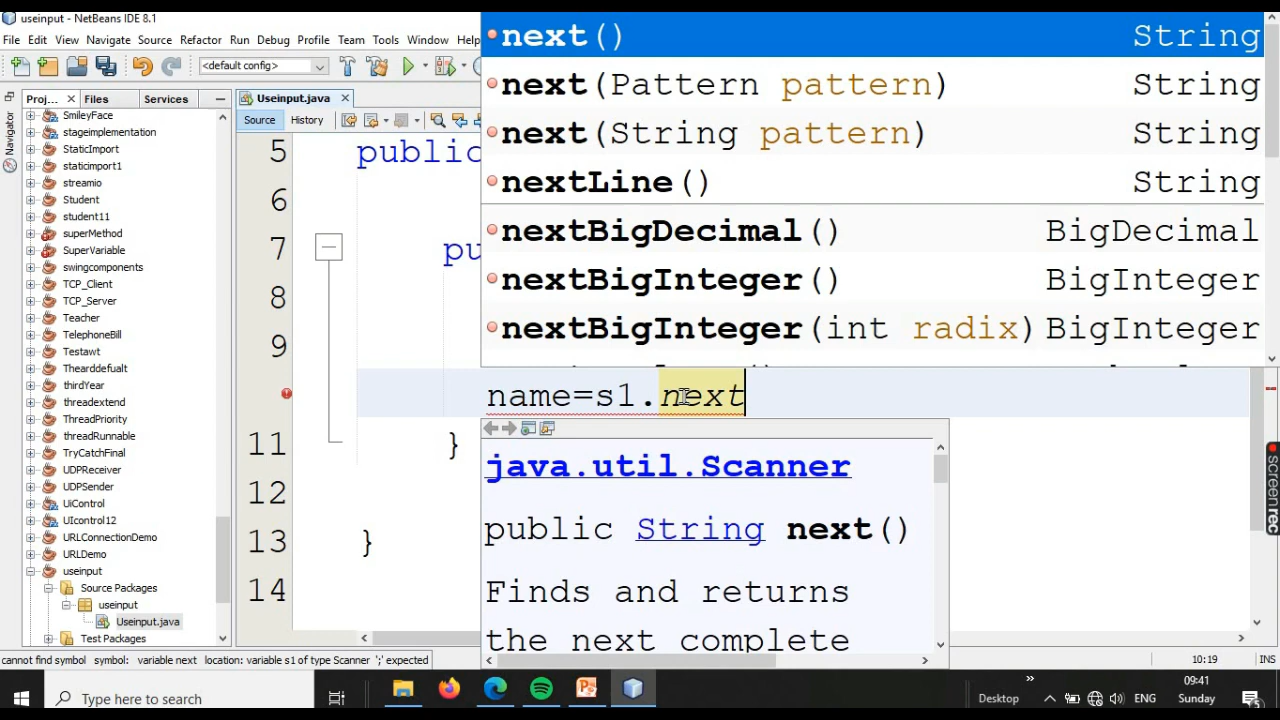 useinput - NetBeans IDE 8.1
File Edit View Navigate Source Refactor Run Debug Profile Team Tools Window Help
<default config>
Proj... Files Services
Navigator
SmileyFace
stageimplementation
StaticImport
staticimport1
streamio
Student
student11
superMethod
SuperVariable
swingcomponents
TCP_Client
TCP_Server
Teacher
TelephoneBill
Testawt
Thearddefualt
thirdYear
threadextend
ThreadPriority
threadRunnable
TryCatchFinal
UDPReceiver
UDPSender
UiControl
UIcontrol12
URLConnectionDemo
URLDemo
useinput
Source Packages
useinput
Useinput.java
Test Packages
Useinput.java
Source History
5 public
6
7 pu
8
9
name=s1.next
11 }
12
13 }
14
next() String
next(Pattern pattern) String
next(String pattern) String
nextLine() String
nextBigDecimal() BigDecimal
nextBigInteger() BigInteger
nextBigInteger(int radix) BigInteger
java.util.Scanner
public String next()
Finds and returns
the next complete
cannot find symbol symbol: variable next location: variable s1 of type Scanner ';' expected
10:19 INS
screenrec
Type here to search
Desktop
ENG
09:41
Sunday
5